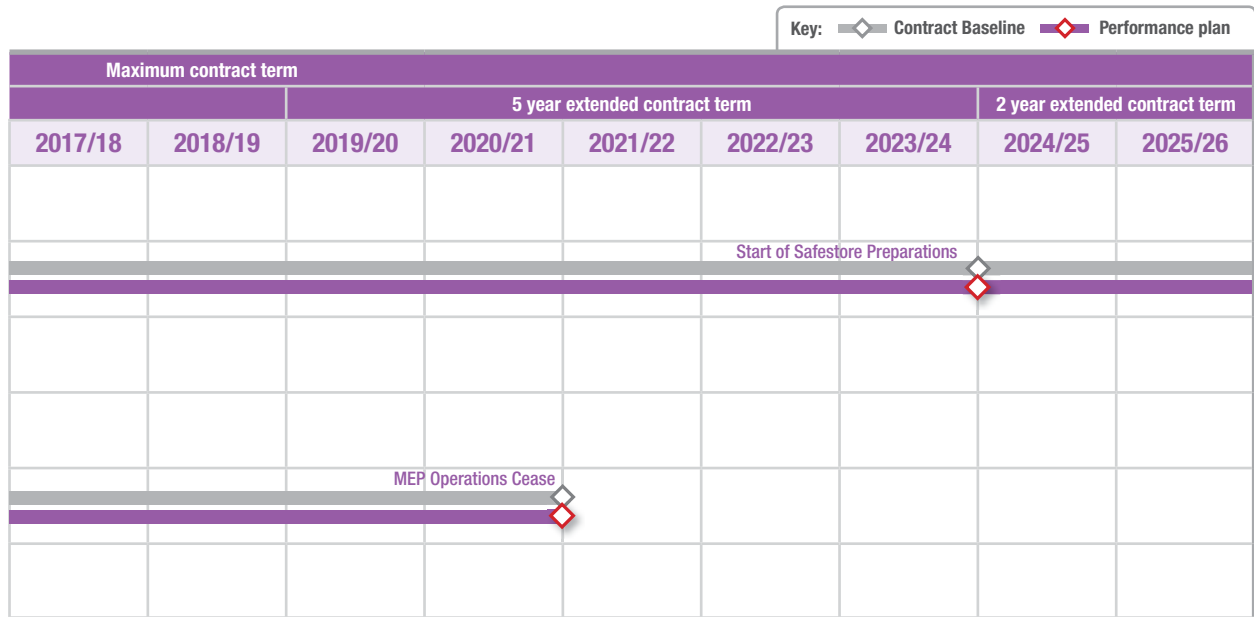 Key: Contract Baseline Performance plan
Maximum contract term
5 year extended contract term 2 year extended contract term
2017/18 2018/19 2019/20 2020/21 2021/22 2022/23 2023/24 2024/25 2025/26
Start of Safestore Preparations
MEP Operations Cease